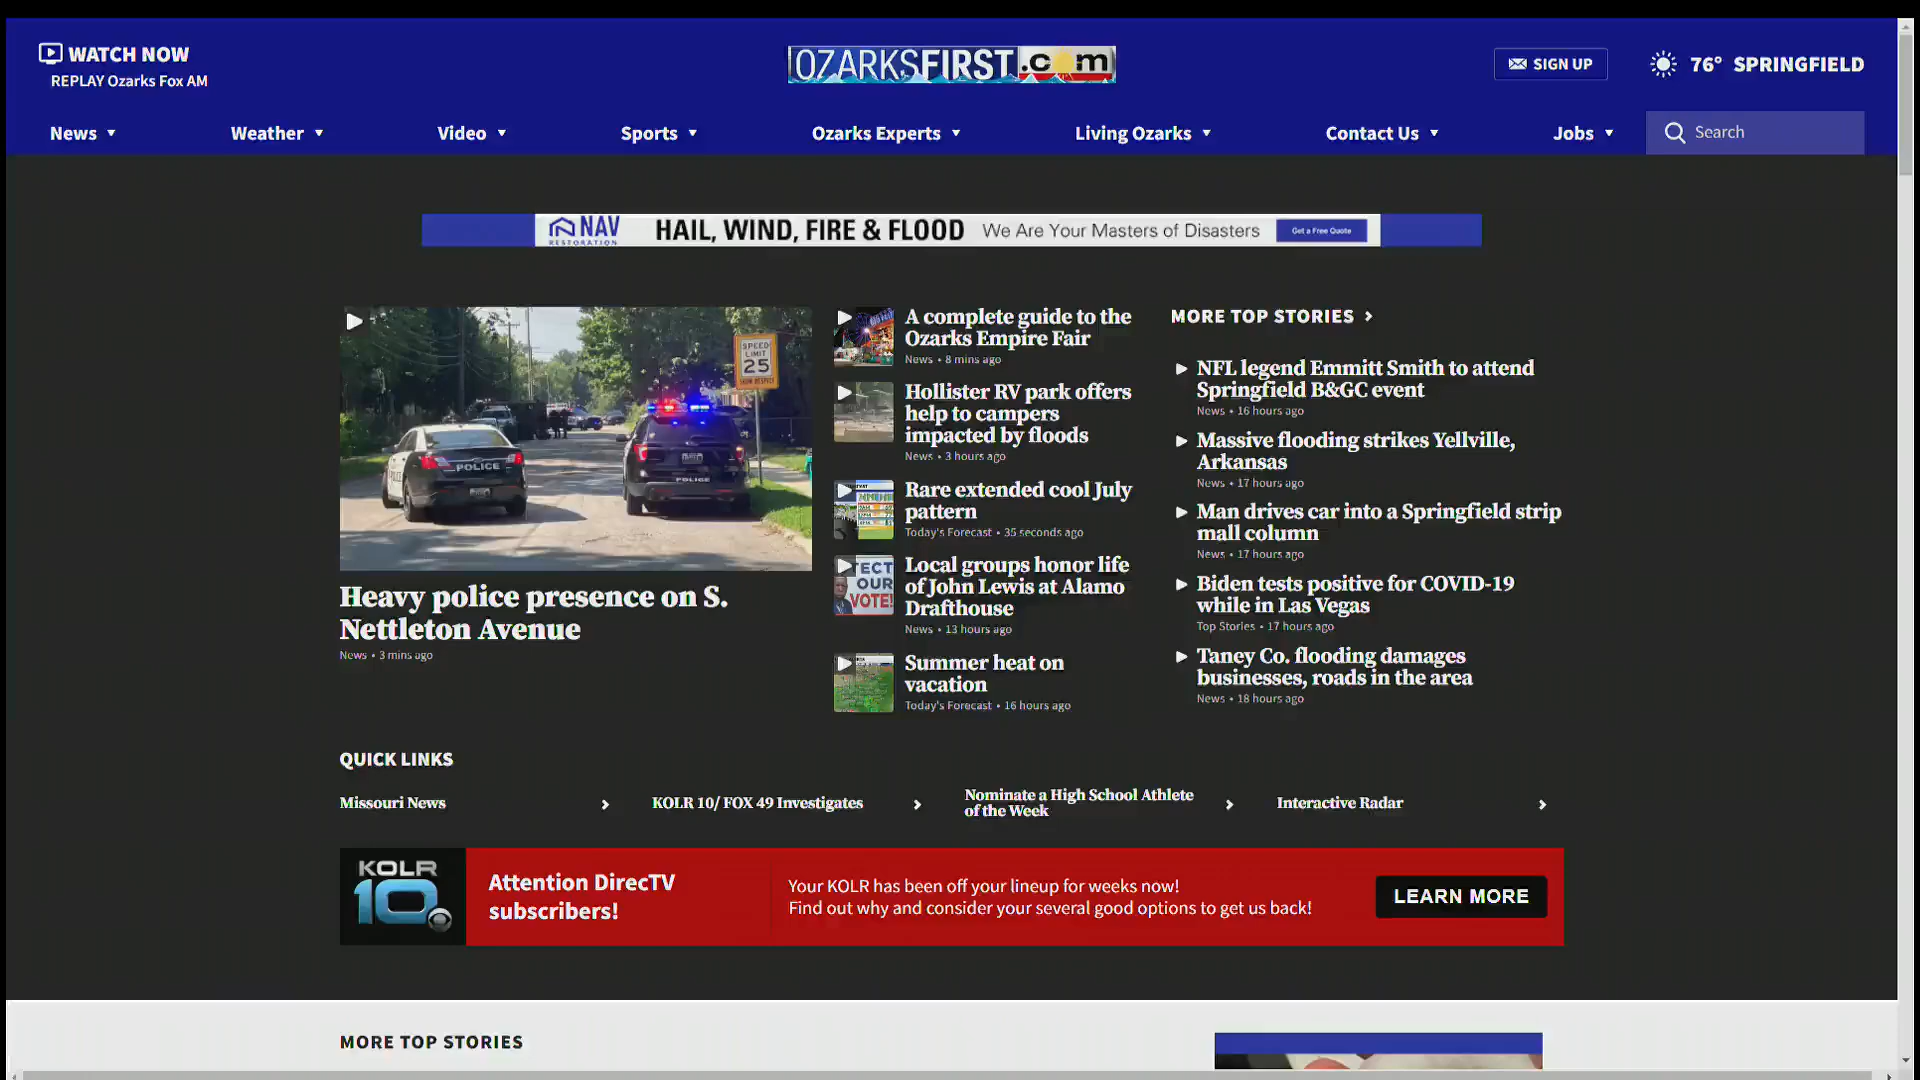 WATCH NOW
REPLAY Ozarks Fox AM
OZARKSFIRST.com
SIGN UP
76° SPRINGFIELD
News
Weather
Video
Sports
Ozarks Experts
Living Ozarks
Contact Us
Jobs
Search
NAV
RESTORATION
HAIL, WIND, FIRE & FLOOD
We Are Your Masters of Disasters
Get a Free Quote
SPEED
LIMIT
25
POLICE
POLICE
Heavy police presence on S.
Nettleton Avenue
News • 3 mins ago
A complete guide to the
Ozarks Empire Fair
News • 8 mins ago
Hollister RV park offers
help to campers
impacted by floods
News • 3 hours ago
Rare extended cool July
pattern
Today's Forecast • 35 seconds ago
TECT
OUR
VOTE!
Local groups honor life
of John Lewis at Alamo
Drafthouse
News • 13 hours ago
Summer heat on
vacation
Today's Forecast • 16 hours ago
MORE TOP STORIES
NFL legend Emmitt Smith to attend
Springfield B&GC event
News • 16 hours ago
Massive flooding strikes Yellville,
Arkansas
News • 17 hours ago
Man drives car into a Springfield strip
mall column
News • 17 hours ago
Biden tests positive for COVID-19
while in Las Vegas
Top Stories • 17 hours ago
Taney Co. flooding damages
businesses, roads in the area
News • 18 hours ago
QUICK LINKS
Missouri News
KOLR 10/ FOX 49 Investigates
Nominate a High School Athlete
of the Week
Interactive Radar
KOLR
10
Attention DirecTV
subscribers!
Your KOLR has been off your lineup for weeks now!
Find out why and consider your several good options to get us back!
LEARN MORE
MORE TOP STORIES